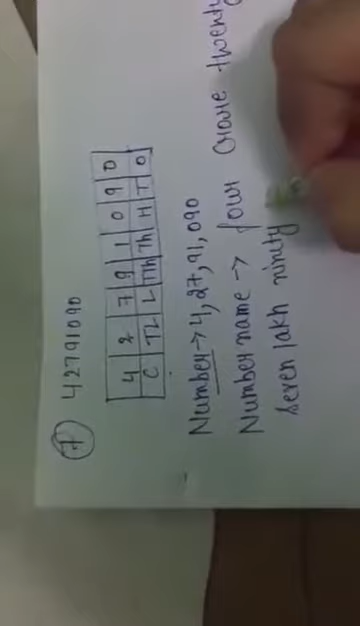 7 42791090
4 2 7 9 1 0 9 0
C TL L TTh Th H T O
Number → 4, 27, 91, 090
Number name → four crore twenty
Seven lakh ninity